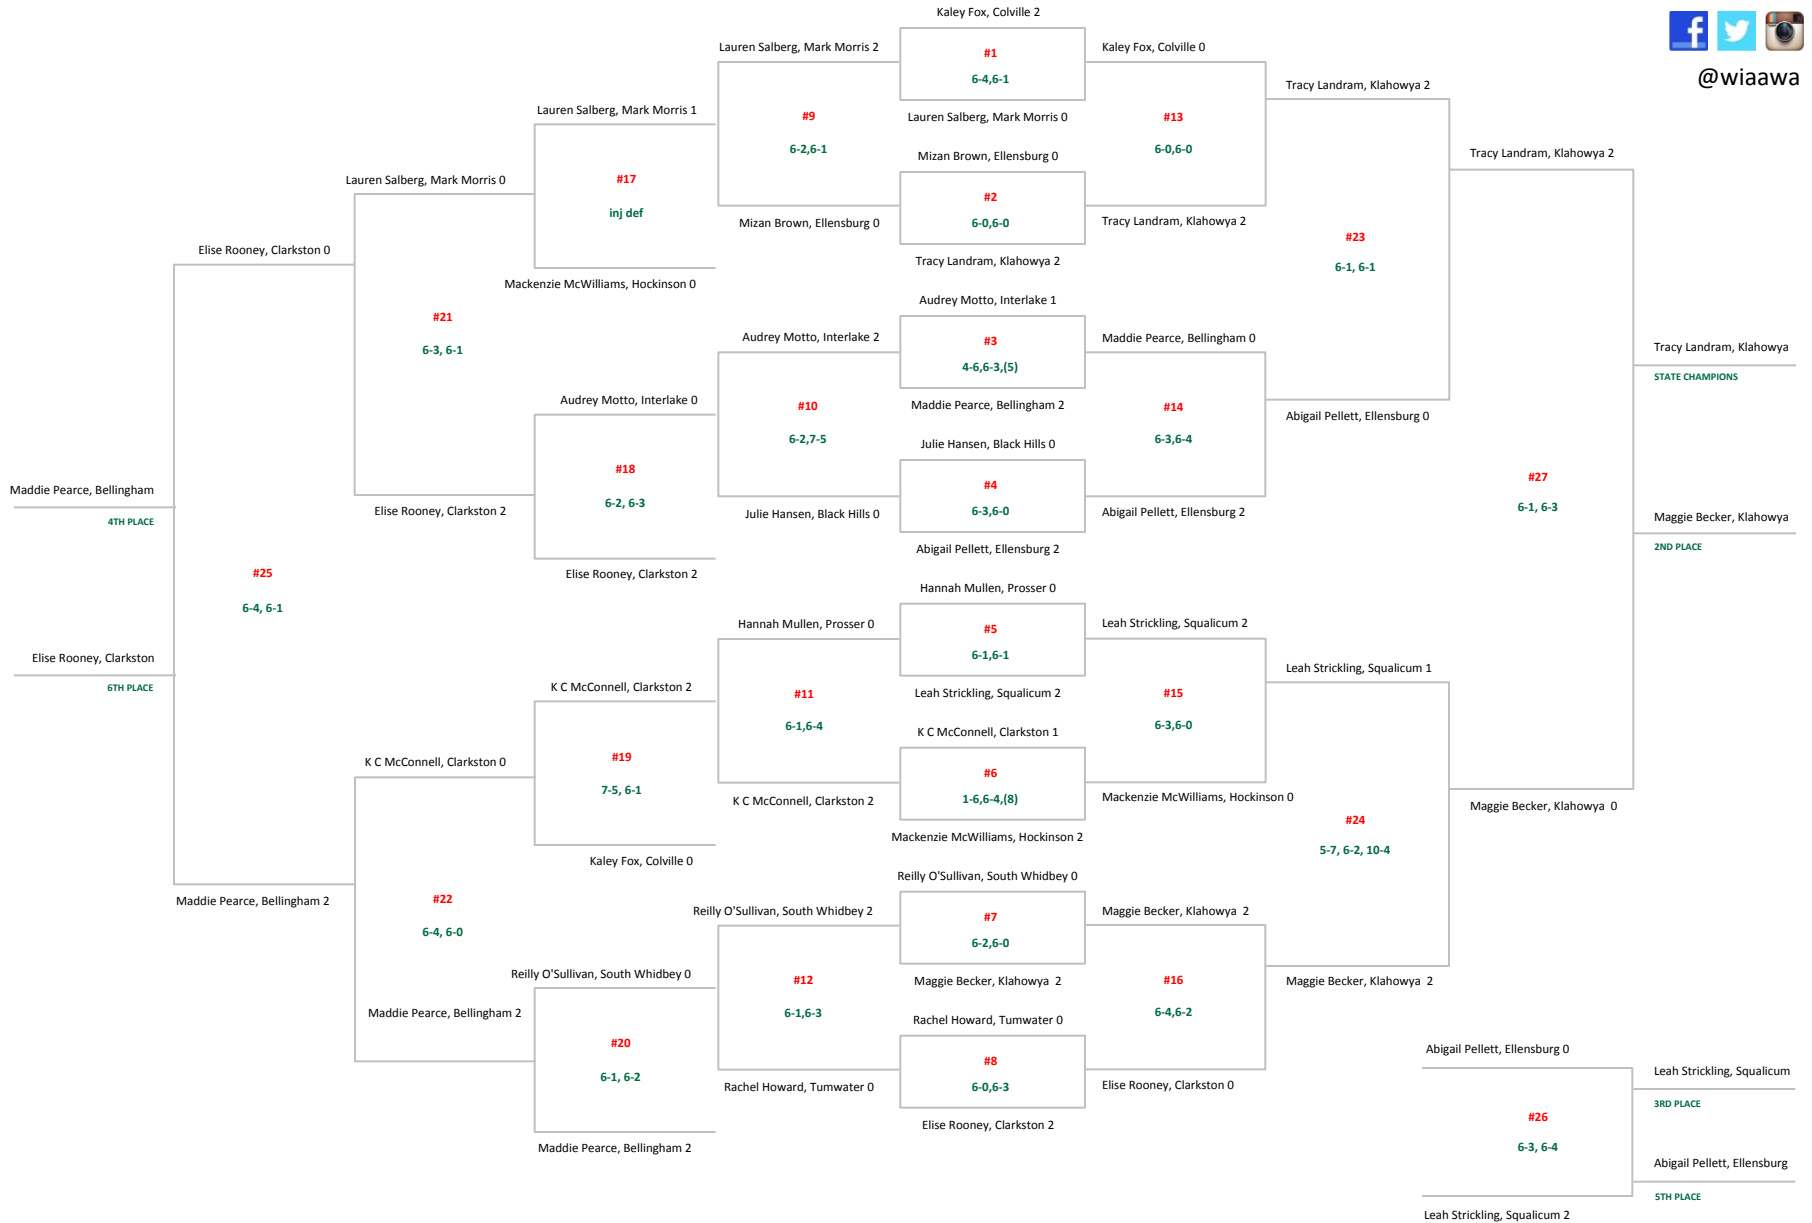 Kaley Fox, Colville 2
Lauren Salberg, Mark Morris 2
#1
Kaley Fox, Colville 0
6-4,6-1
@wiaawa
Tracy Landram, Klahowya 2
Lauren Salberg, Mark Morris 1
#9
Lauren Salberg, Mark Morris 0
#13
6-2,6-1
6-0,6-0
Mizan Brown, Ellensburg 0
Tracy Landram, Klahowya 2
Lauren Salberg, Mark Morris 0
#17
#2
inj def
Mizan Brown, Ellensburg 0
6-0,6-0
Tracy Landram, Klahowya 2
#23
Elise Rooney, Clarkston 0
Tracy Landram, Klahowya 2
6-1, 6-1
Mackenzie McWilliams, Hockinson 0
Audrey Motto, Interlake 1
#21
Audrey Motto, Interlake 2
#3
Maddie Pearce, Bellingham 0
Tracy Landram, Klahowya
6-3, 6-1
4-6,6-3,(5)
STATE CHAMPIONS
Audrey Motto, Interlake 0
#10
Maddie Pearce, Bellingham 2
#14
Abigail Pellett, Ellensburg 0
6-2,7-5
6-3,6-4
Julie Hansen, Black Hills 0
#18
#4
#27
Maddie Pearce, Bellingham
6-2, 6-3
6-3,6-0
6-1, 6-3
4TH PLACE
Elise Rooney, Clarkston 2
Julie Hansen, Black Hills 0
Abigail Pellett, Ellensburg 2
Maggie Becker, Klahowya
2ND PLACE
Abigail Pellett, Ellensburg 2
#25
Elise Rooney, Clarkston 2
Hannah Mullen, Prosser 0
6-4, 6-1
Hannah Mullen, Prosser 0
#5
Leah Strickling, Squalicum 2
6-1,6-1
Elise Rooney, Clarkston
Leah Strickling, Squalicum 1
6TH PLACE
K C McConnell, Clarkston 2
#11
Leah Strickling, Squalicum 2
#15
6-1,6-4
6-3,6-0
K C McConnell, Clarkston 1
K C McConnell, Clarkston 0
#19
#6
7-5, 6-1
K C McConnell, Clarkston 2
1-6,6-4,(8)
Mackenzie McWilliams, Hockinson 0
Maggie Becker, Klahowya  0
#24
Mackenzie McWilliams, Hockinson 2
5-7, 6-2, 10-4
Kaley Fox, Colville 0
Reilly O'Sullivan, South Whidbey 0
Maddie Pearce, Bellingham 2
#22
Reilly O'Sullivan, South Whidbey 2
#7
Maggie Becker, Klahowya  2
6-4, 6-0
6-2,6-0
Reilly O'Sullivan, South Whidbey 0
#12
Maggie Becker, Klahowya  2
#16
Maggie Becker, Klahowya  2
Maddie Pearce, Bellingham 2
6-1,6-3
Rachel Howard, Tumwater 0
6-4,6-2
#20
#8
Abigail Pellett, Ellensburg 0
6-1, 6-2
Rachel Howard, Tumwater 0
6-0,6-3
Elise Rooney, Clarkston 0
Leah Strickling, Squalicum
3RD PLACE
Elise Rooney, Clarkston 2
#26
Maddie Pearce, Bellingham 2
6-3, 6-4
Abigail Pellett, Ellensburg
5TH PLACE
Leah Strickling, Squalicum 2